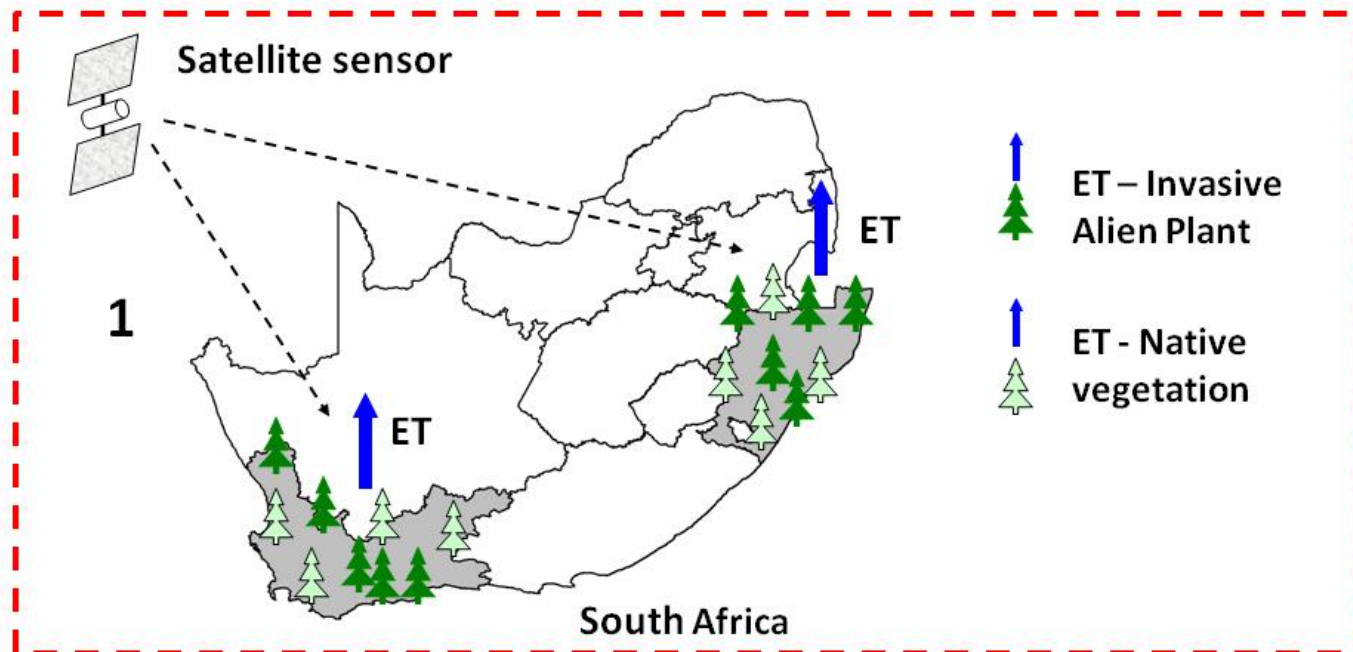 Satellite sensor
ET – Invasive
Alien Plant
ET
1
ET - Native
vegetation
ET
South Africa